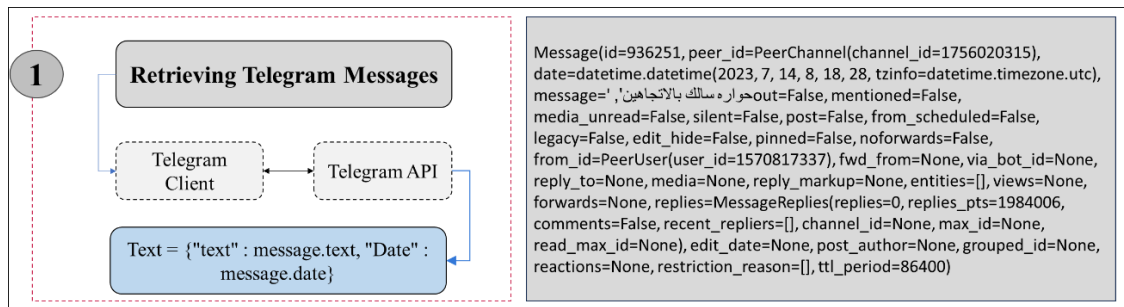 1
Retrieving Telegram Messages
Telegram
Client
Telegram API
Text = {"text" : message.text, "Date" :
message.date}
Message(id=936251, peer_id=PeerChannel(channel_id=1756020315),
date=datetime.datetime(2023, 7, 14, 8, 18, 28, tzinfo=datetime.timezone.utc),
message=' ,'حواره سالك بالاتجاهينout=False, mentioned=False,
media_unread=False, silent=False, post=False, from_scheduled=False,
legacy=False, edit_hide=False, pinned=False, noforwards=False,
from_id=PeerUser(user_id=1570817337), fwd_from=None, via_bot_id=None,
reply_to=None, media=None, reply_markup=None, entities=[], views=None,
forwards=None, replies=MessageReplies(replies=0, replies_pts=1984006,
comments=False, recent_repliers=[], channel_id=None, max_id=None,
read_max_id=None), edit_date=None, post_author=None, grouped_id=None,
reactions=None, restriction_reason=[], ttl_period=86400)